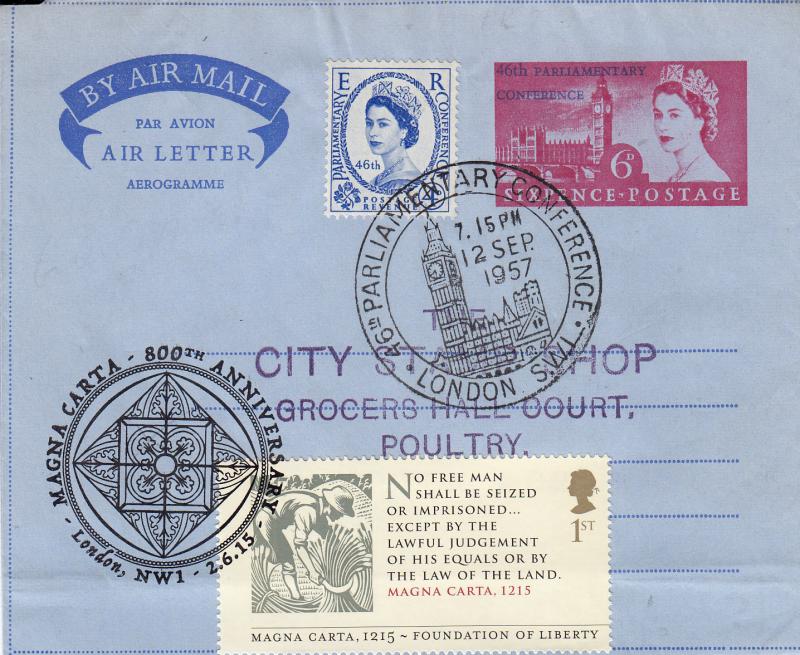 BY AIR MAIL
PAR AVION
AIR LETTER
AEROGRAMME
E R
PARLIAMENTARY
CONFERENCE
46th
POSTAGE
REVENUE
46th PARLIAMENTARY
CONFERENCE
6D
SIXPENCE·POSTAGE
46TH PARLIAMENTARY CONFERENCE · LONDON S.W.1 ·
7.15 PM
12 SEP
1957
THE
CITY STAMP SHOP
GROCERS HALL COURT,
POULTRY,
MAGNA CARTA - 800TH ANNIVERSARY
- London, NW1 - 2.6.15 -
NO FREE MAN
SHALL BE SEIZED
OR IMPRISONED...
EXCEPT BY THE
LAWFUL JUDGEMENT
OF HIS EQUALS OR BY
THE LAW OF THE LAND.
MAGNA CARTA, 1215
1ST
MAGNA CARTA, 1215 ~ FOUNDATION OF LIBERTY